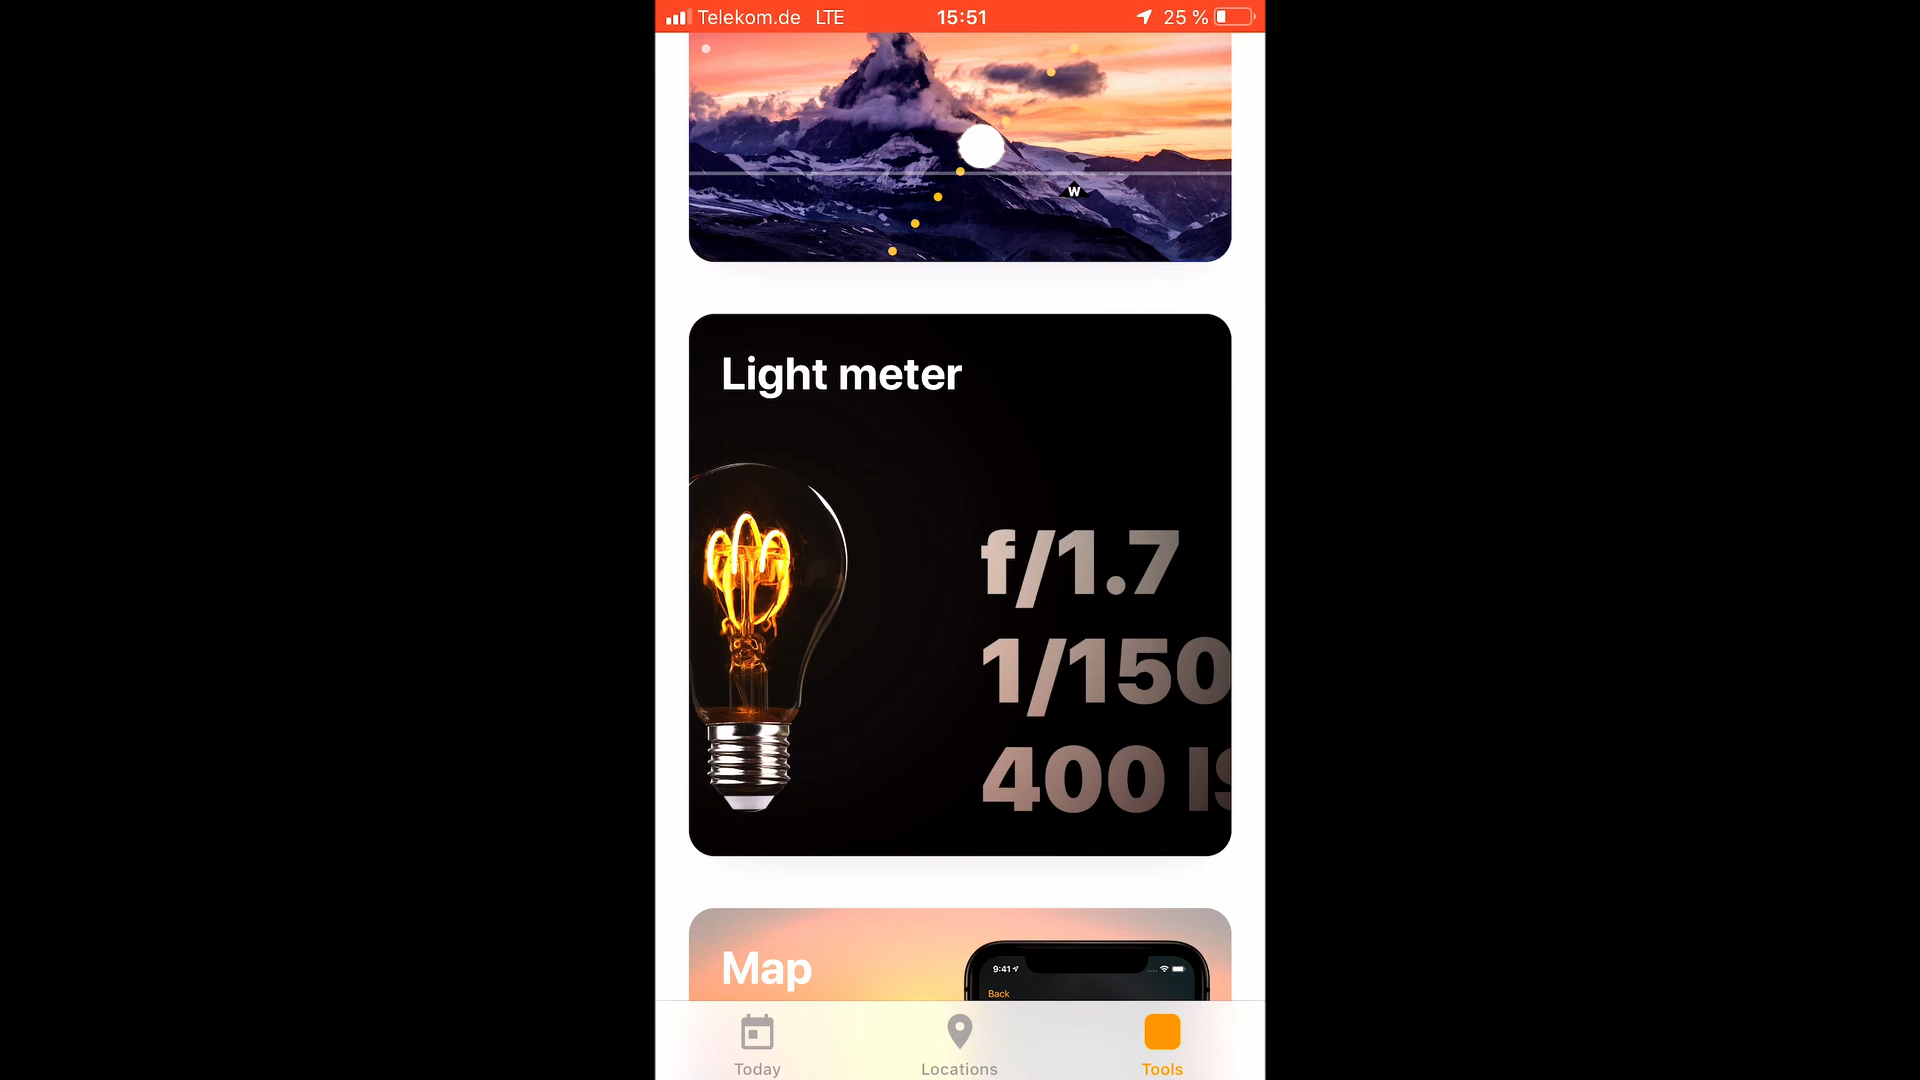 Telekom.de LTE 15:51 25 %
W
Light meter
f/1.7
1/150
400 IS
Map
9:41
Back
Today Locations Tools